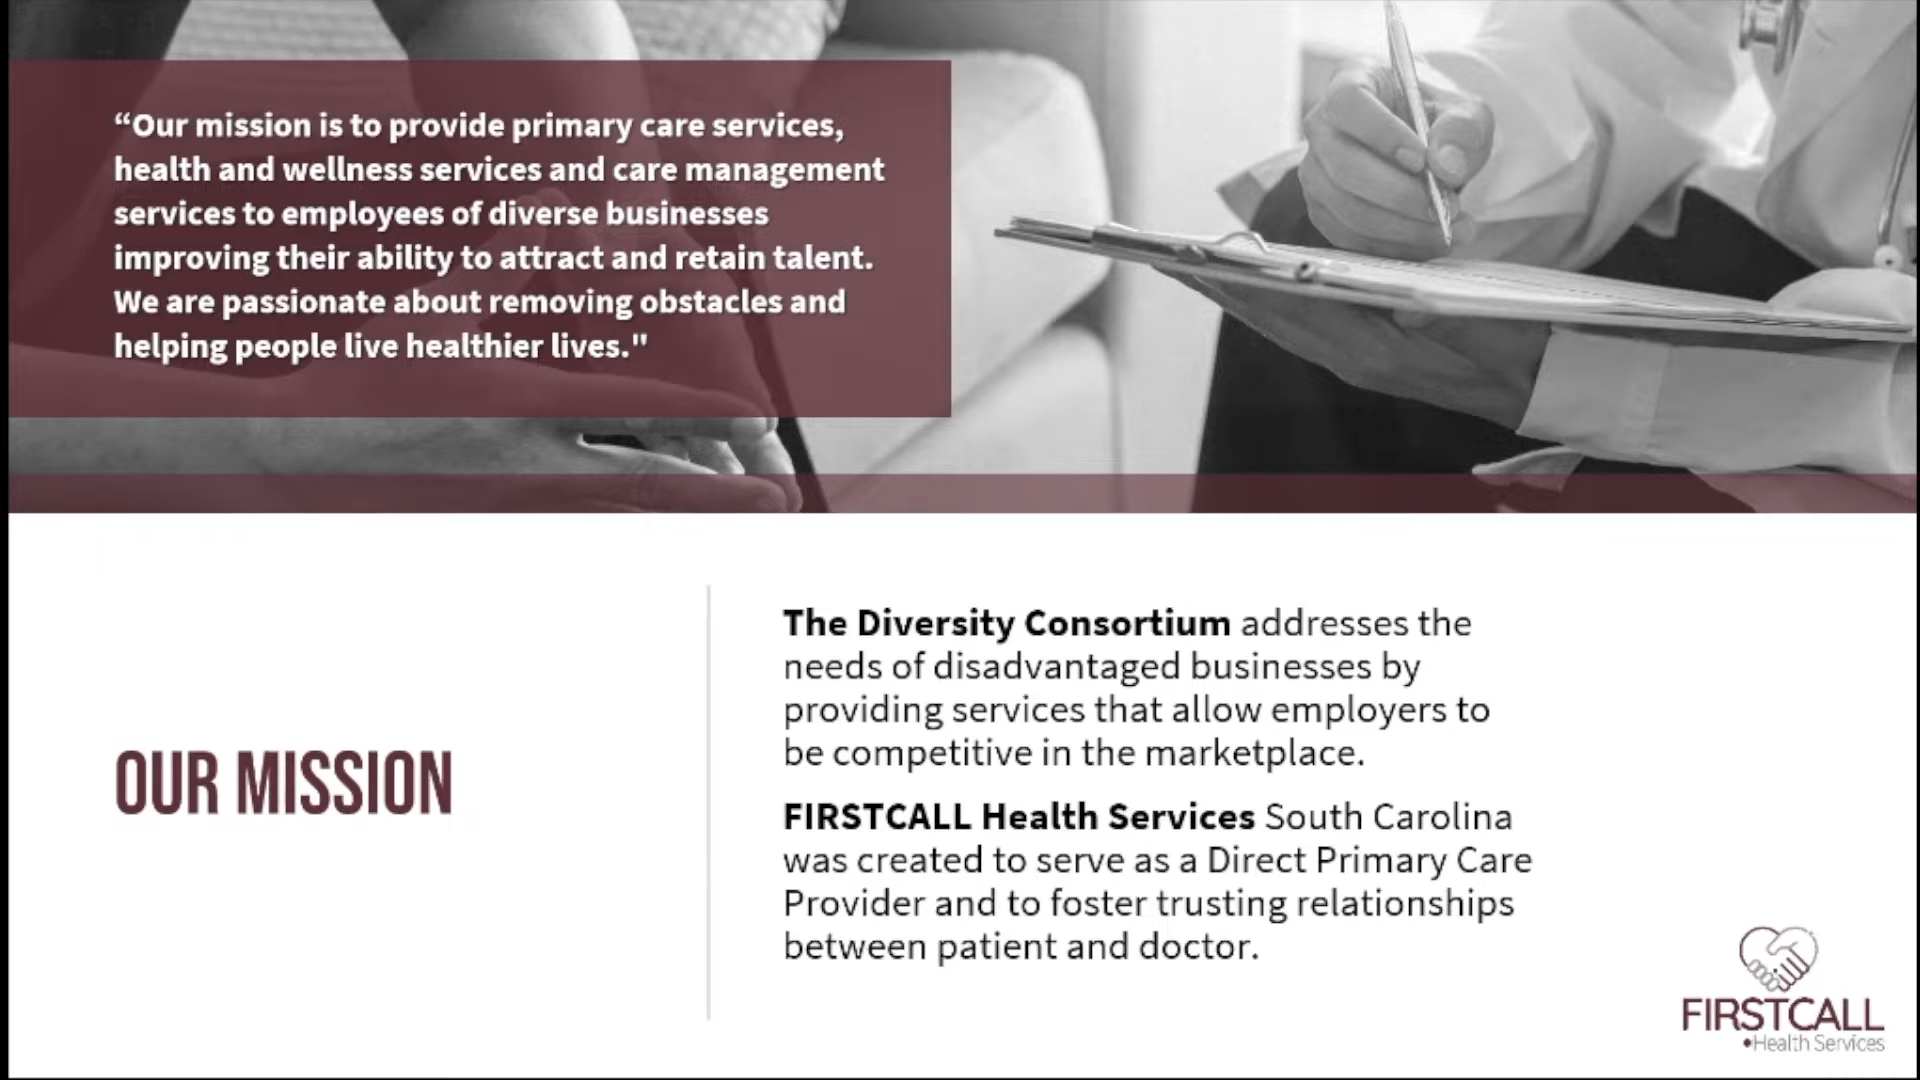 “Our mission is to provide primary care services,
health and wellness services and care management
services to employees of diverse businesses
improving their ability to attract and retain talent.
We are passionate about removing obstacles and
helping people live healthier lives."
OUR MISSION
The Diversity Consortium addresses the
needs of disadvantaged businesses by
providing services that allow employers to
be competitive in the marketplace.
FIRSTCALL Health Services South Carolina
was created to serve as a Direct Primary Care
Provider and to foster trusting relationships
between patient and doctor.
FIRSTCALL
•Health Services